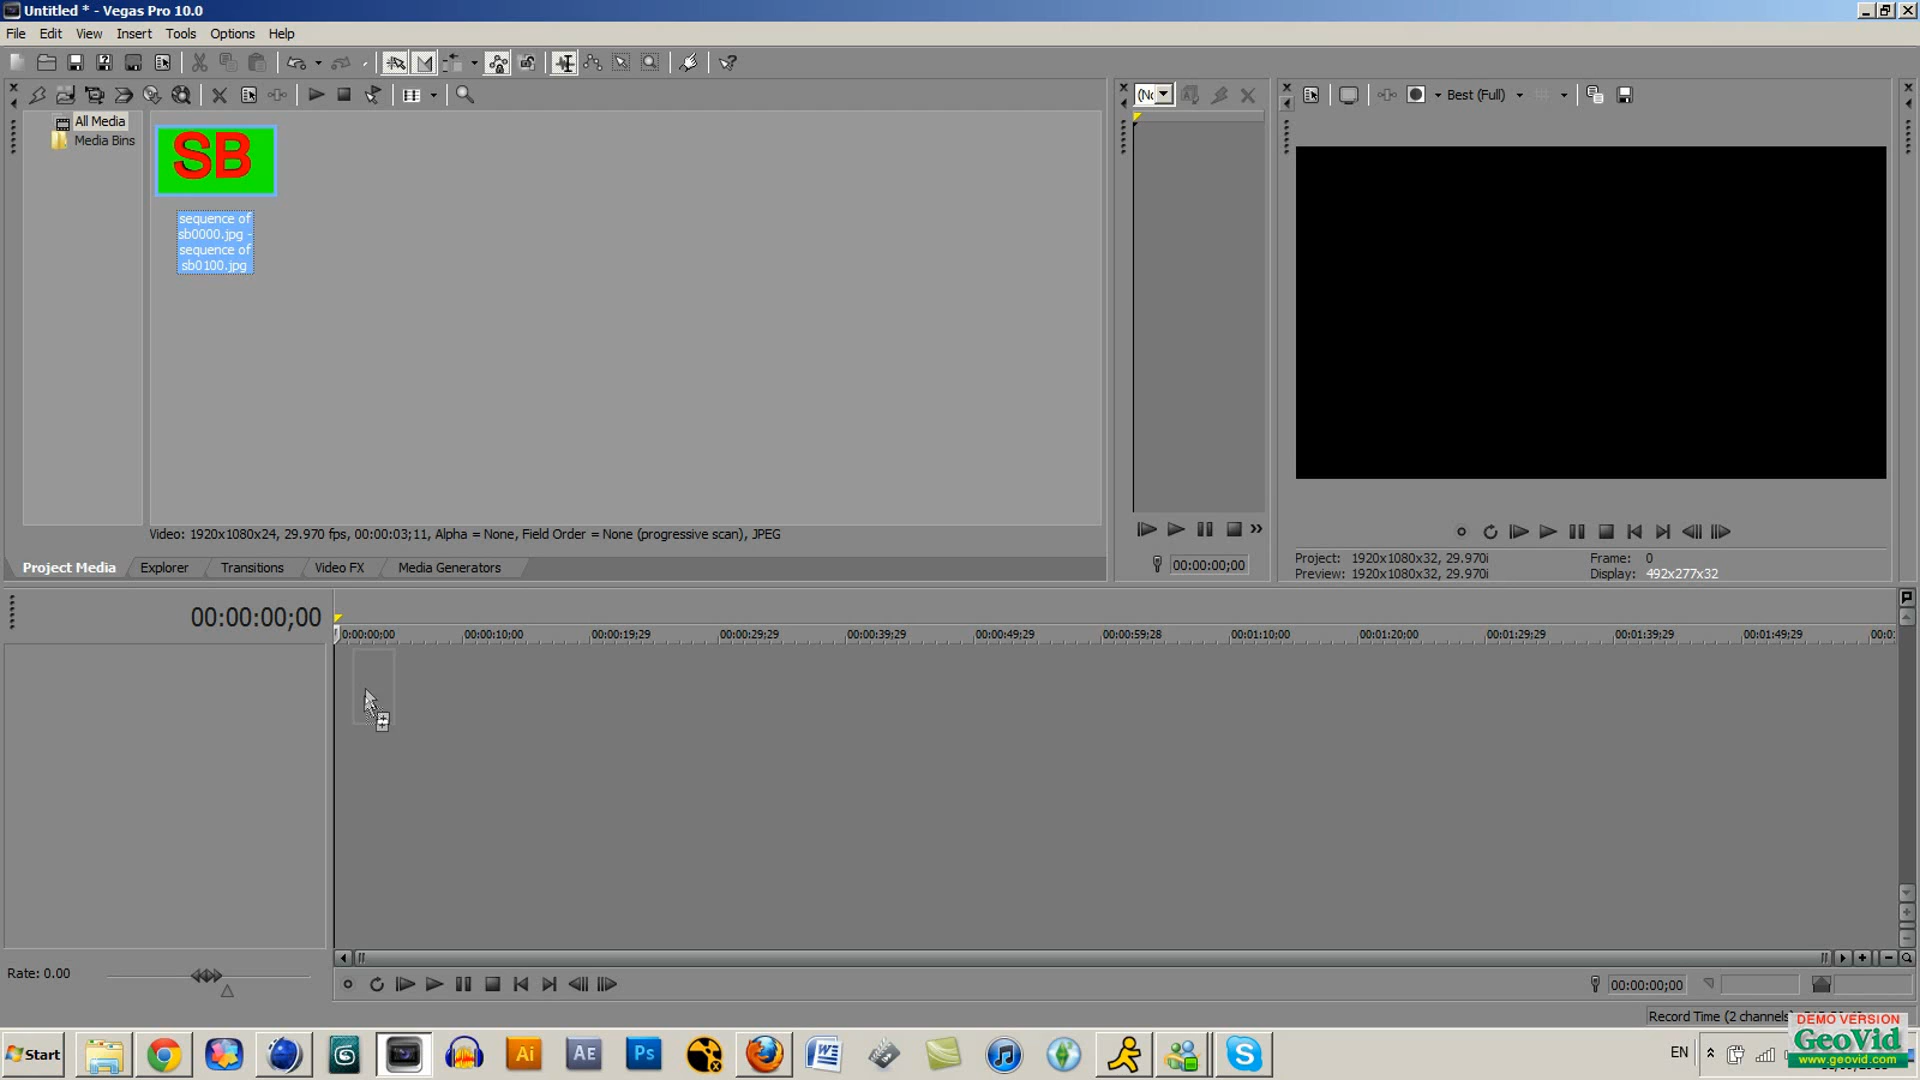 Untitled * - Vegas Pro 10.0
File Edit View Insert Tools Options Help
Best (Full)
All Media
Media Bins
SB
sequence of
sb0000.jpg -
sequence of
sb0100.jpg
Video: 1920x1080x24, 29.970 fps, 00:00:03;11, Alpha = None, Field Order = None (progressive scan), JPEG
Project Media Explorer Transitions Video FX Media Generators
00:00:00;00
Project: 1920x1080x32, 29.970i Frame: 0
Preview: 1920x1080x32, 29.970i Display: 492x277x32
00:00:00;00
0:00:00;00 00:00:10;00 00:00:19;29 00:00:29;29 00:00:39;29 00:00:49;29 00:00:59;28 00:01:10;00 00:01:20;00 00:01:29;29 00:01:39;29 00:01:49;29 00:0
Rate: 0.00
00:00:00;00
Record Time (2 channels)
Start
Ai AE Ps
EN
DEMO VERSION
GeoVid
www.geovid.com